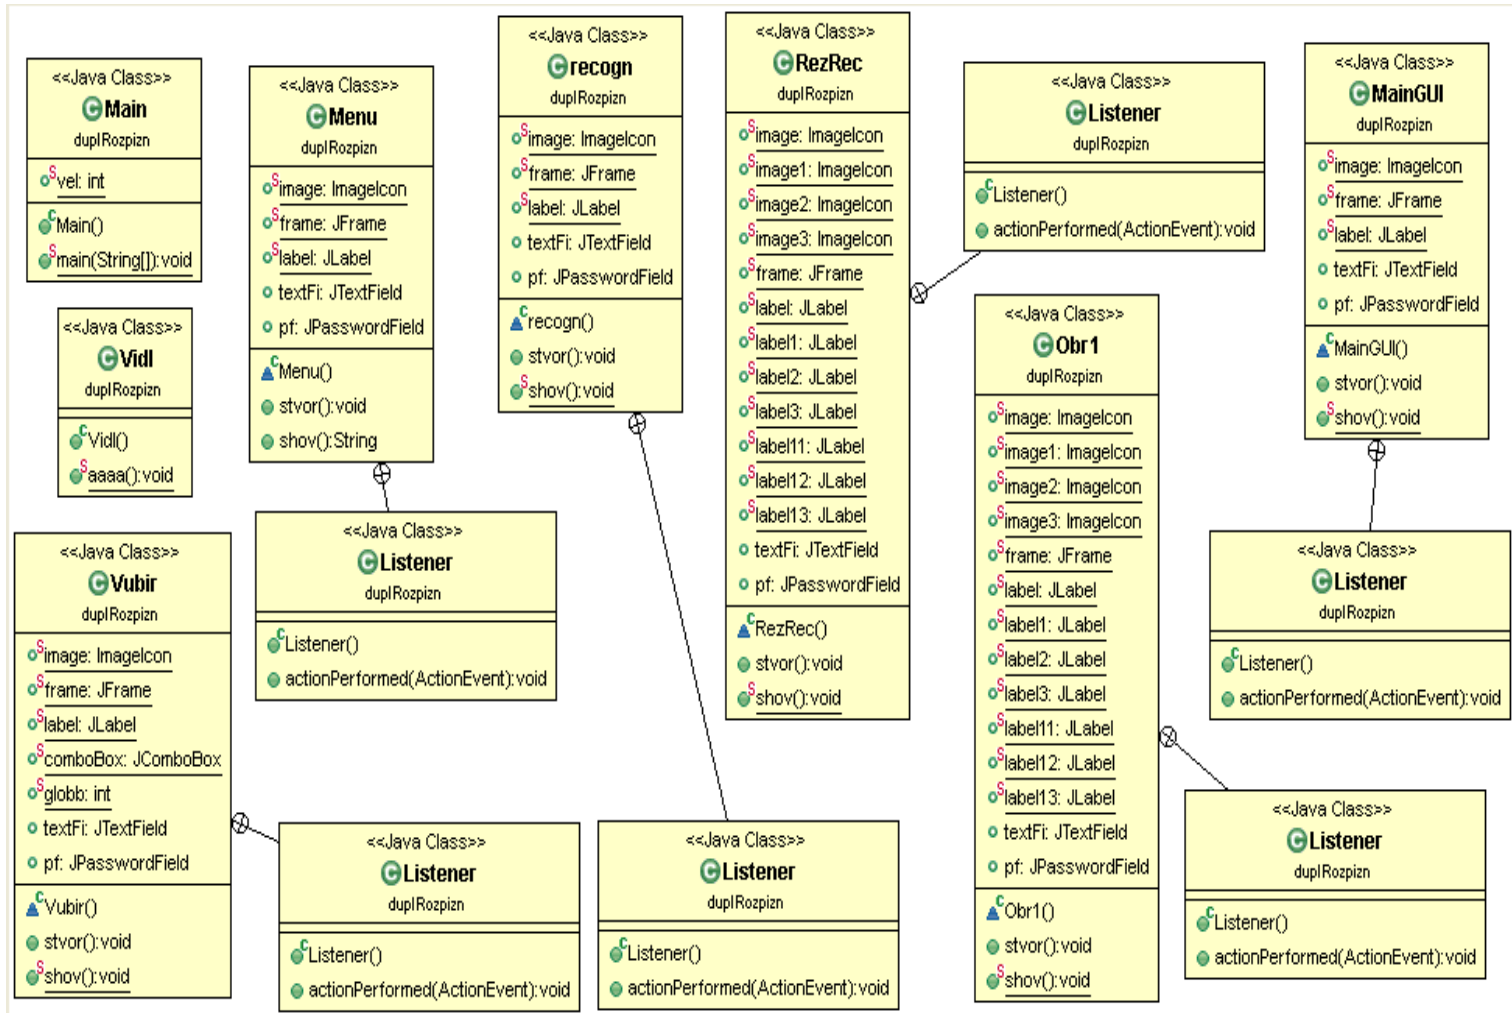 <<Java Class>>
Main
duplRozpizn
vel: int
Main()
main(String[]):void
<<Java Class>>
Vidl
duplRozpizn
Vidl()
aaaa():void
<<Java Class>>
Vubir
duplRozpizn
image: ImageIcon
frame: JFrame
label: JLabel
comboBox: JComboBox
globb: int
textFi: JTextField
pf: JPasswordField
Vubir()
stvor():void
shov():void
<<Java Class>>
Menu
duplRozpizn
image: ImageIcon
frame: JFrame
label: JLabel
textFi: JTextField
pf: JPasswordField
Menu()
stvor():void
shov():String
<<Java Class>>
Listener
duplRozpizn
Listener()
actionPerformed(ActionEvent):void
<<Java Class>>
Listener
duplRozpizn
Listener()
actionPerformed(ActionEvent):void
<<Java Class>>
recogn
duplRozpizn
image: ImageIcon
frame: JFrame
label: JLabel
textFi: JTextField
pf: JPasswordField
recogn()
stvor():void
shov():void
<<Java Class>>
Listener
duplRozpizn
Listener()
actionPerformed(ActionEvent):void
<<Java Class>>
RezRec
duplRozpizn
image: ImageIcon
image1: ImageIcon
image2: ImageIcon
image3: ImageIcon
frame: JFrame
label: JLabel
label1: JLabel
label2: JLabel
label3: JLabel
label11: JLabel
label12: JLabel
label13: JLabel
textFi: JTextField
pf: JPasswordField
RezRec()
stvor():void
shov():void
<<Java Class>>
Listener
duplRozpizn
Listener()
actionPerformed(ActionEvent):void
<<Java Class>>
Obr1
duplRozpizn
image: ImageIcon
image1: ImageIcon
image2: ImageIcon
image3: ImageIcon
frame: JFrame
label: JLabel
label1: JLabel
label2: JLabel
label3: JLabel
label11: JLabel
label12: JLabel
label13: JLabel
textFi: JTextField
pf: JPasswordField
Obr1()
stvor():void
shov():void
<<Java Class>>
MainGUI
duplRozpizn
image: ImageIcon
frame: JFrame
label: JLabel
textFi: JTextField
pf: JPasswordField
MainGUI()
stvor():void
shov():void
<<Java Class>>
Listener
duplRozpizn
Listener()
actionPerformed(ActionEvent):void
<<Java Class>>
Listener
duplRozpizn
Listener()
actionPerformed(ActionEvent):void